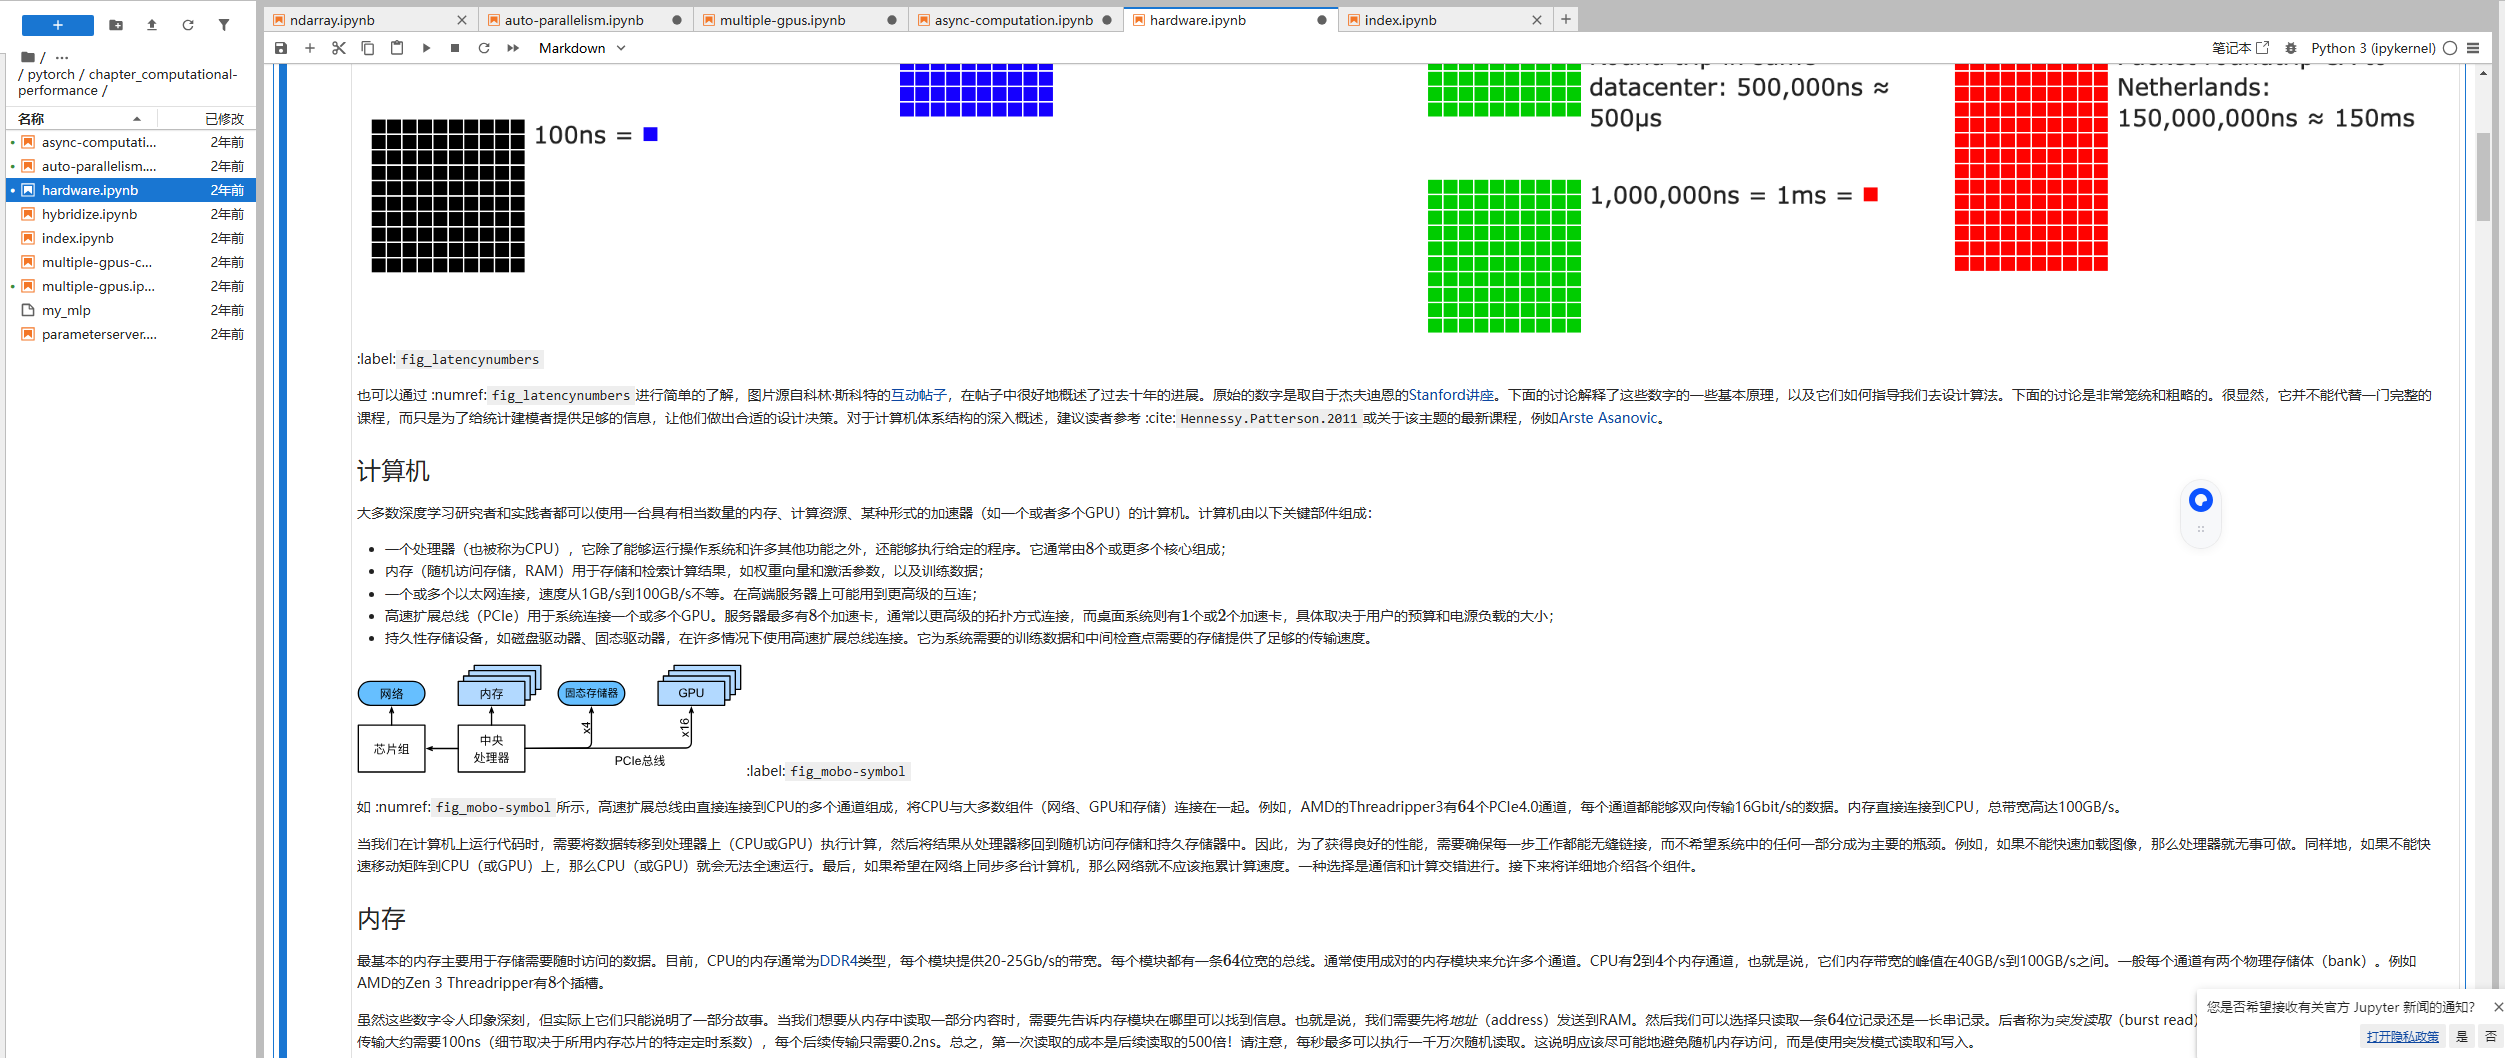 ndarray.ipynb
auto-parallelism.ipynb
multiple-gpus.ipynb
async-computation.ipynb
hardware.ipynb
index.ipynb
Markdown
笔记本
Python 3 (ipykernel)
/ ...
/ pytorch / chapter_computational-
performance /
名称
已修改
async-computati...
2年前
auto-parallelism....
2年前
hardware.ipynb
2年前
hybridize.ipynb
2年前
index.ipynb
2年前
multiple-gpus-c...
2年前
multiple-gpus.ip...
2年前
my_mlp
2年前
parameterserver....
2年前
100ns =
datacenter: 500,000ns ≈
500µs
1,000,000ns = 1ms =
Netherlands:
150,000,000ns ≈ 150ms
:label: fig_latencynumbers
也可以通过 :numref: fig_latencynumbers 进行简单的了解，图片源自科林·斯科特的互动帖子，在帖子中很好地概述了过去十年的进展。原始的数字是取自于杰夫迪恩的Stanford讲座。下面的讨论解释了这些数字的一些基本原理，以及它们如何指导我们去设计算法。下面的讨论是非常笼统和粗略的。很显然，它并不能代替一门完整的
课程，而只是为了给统计建模者提供足够的信息，让他们做出合适的设计决策。对于计算机体系结构的深入概述，建议读者参考 :cite: Hennessy.Patterson.2011 或关于该主题的最新课程，例如Arste Asanovic。
计算机
大多数深度学习研究者和实践者都可以使用一台具有相当数量的内存、计算资源、某种形式的加速器（如一个或者多个GPU）的计算机。计算机由以下关键部件组成：
• 一个处理器（也被称为CPU），它除了能够运行操作系统和许多其他功能之外，还能够执行给定的程序。它通常由8个或更多个核心组成；
• 内存（随机访问存储，RAM）用于存储和检索计算结果，如权重向量和激活参数，以及训练数据；
• 一个或多个以太网连接，速度从1GB/s到100GB/s不等。在高端服务器上可能用到更高级的互连；
• 高速扩展总线（PCIe）用于系统连接一个或多个GPU。服务器最多有8个加速卡，通常以更高级的拓扑方式连接，而桌面系统则有1个或2个加速卡，具体取决于用户的预算和电源负载的大小；
• 持久性存储设备，如磁盘驱动器、固态驱动器，在许多情况下使用高速扩展总线连接。它为系统需要的训练数据和中间检查点需要的存储提供了足够的传输速度。
网络
内存
固态存储器
GPU
x4
x16
芯片组
中央
处理器
PCIe总线
:label: fig_mobo-symbol
如 :numref: fig_mobo-symbol 所示，高速扩展总线由直接连接到CPU的多个通道组成，将CPU与大多数组件（网络、GPU和存储）连接在一起。例如，AMD的Threadripper3有64个PCIe4.0通道，每个通道都能够双向传输16Gbit/s的数据。内存直接连接到CPU，总带宽高达100GB/s。
当我们在计算机上运行代码时，需要将数据转移到处理器上（CPU或GPU）执行计算，然后将结果从处理器移回到随机访问存储和持久存储器中。因此，为了获得良好的性能，需要确保每一步工作都能无缝链接，而不希望系统中的任何一部分成为主要的瓶颈。例如，如果不能快速加载图像，那么处理器就无事可做。同样地，如果不能快
速移动矩阵到CPU（或GPU）上，那么CPU（或GPU）就会无法全速运行。最后，如果希望在网络上同步多台计算机，那么网络就不应该拖累计算速度。一种选择是通信和计算交错进行。接下来将详细地介绍各个组件。
内存
最基本的内存主要用于存储需要随时访问的数据。目前，CPU的内存通常为DDR4类型，每个模块提供20-25Gb/s的带宽。每个模块都有一条64位宽的总线。通常使用成对的内存模块来允许多个通道。CPU有2到4个内存通道，也就是说，它们内存带宽的峰值在40GB/s到100GB/s之间。一般每个通道有两个物理存储体（bank）。例如
AMD的Zen 3 Threadripper有8个插槽。
虽然这些数字令人印象深刻，但实际上它们只能说明了一部分故事。当我们想要从内存中读取一部分内容时，需要先告诉内存模块在哪里可以找到信息。也就是说，我们需要先将地址（address）发送到RAM。然后我们可以选择只读取一条64位记录还是一长串记录。后者称为突发读取（burst read）
传输大约需要100ns（细节取决于所用内存芯片的特定定时系数），每个后续传输只需要0.2ns。总之，第一次读取的成本是后续读取的500倍！请注意，每秒最多可以执行一千万次随机读取。这说明应该尽可能地避免随机内存访问，而是使用突发模式读取和写入。
您是否希望接收有关官方 Jupyter 新闻的通知？
打开隐私政策
是
否